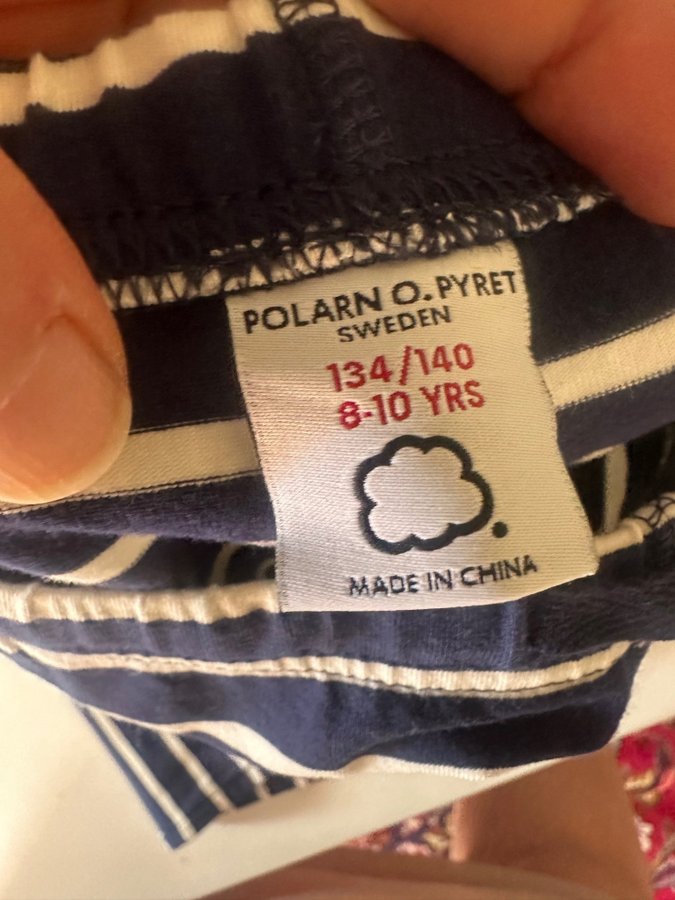 POLARN O. PYRET
SWEDEN
134/140
8-10 YRS
MADE IN CHINA